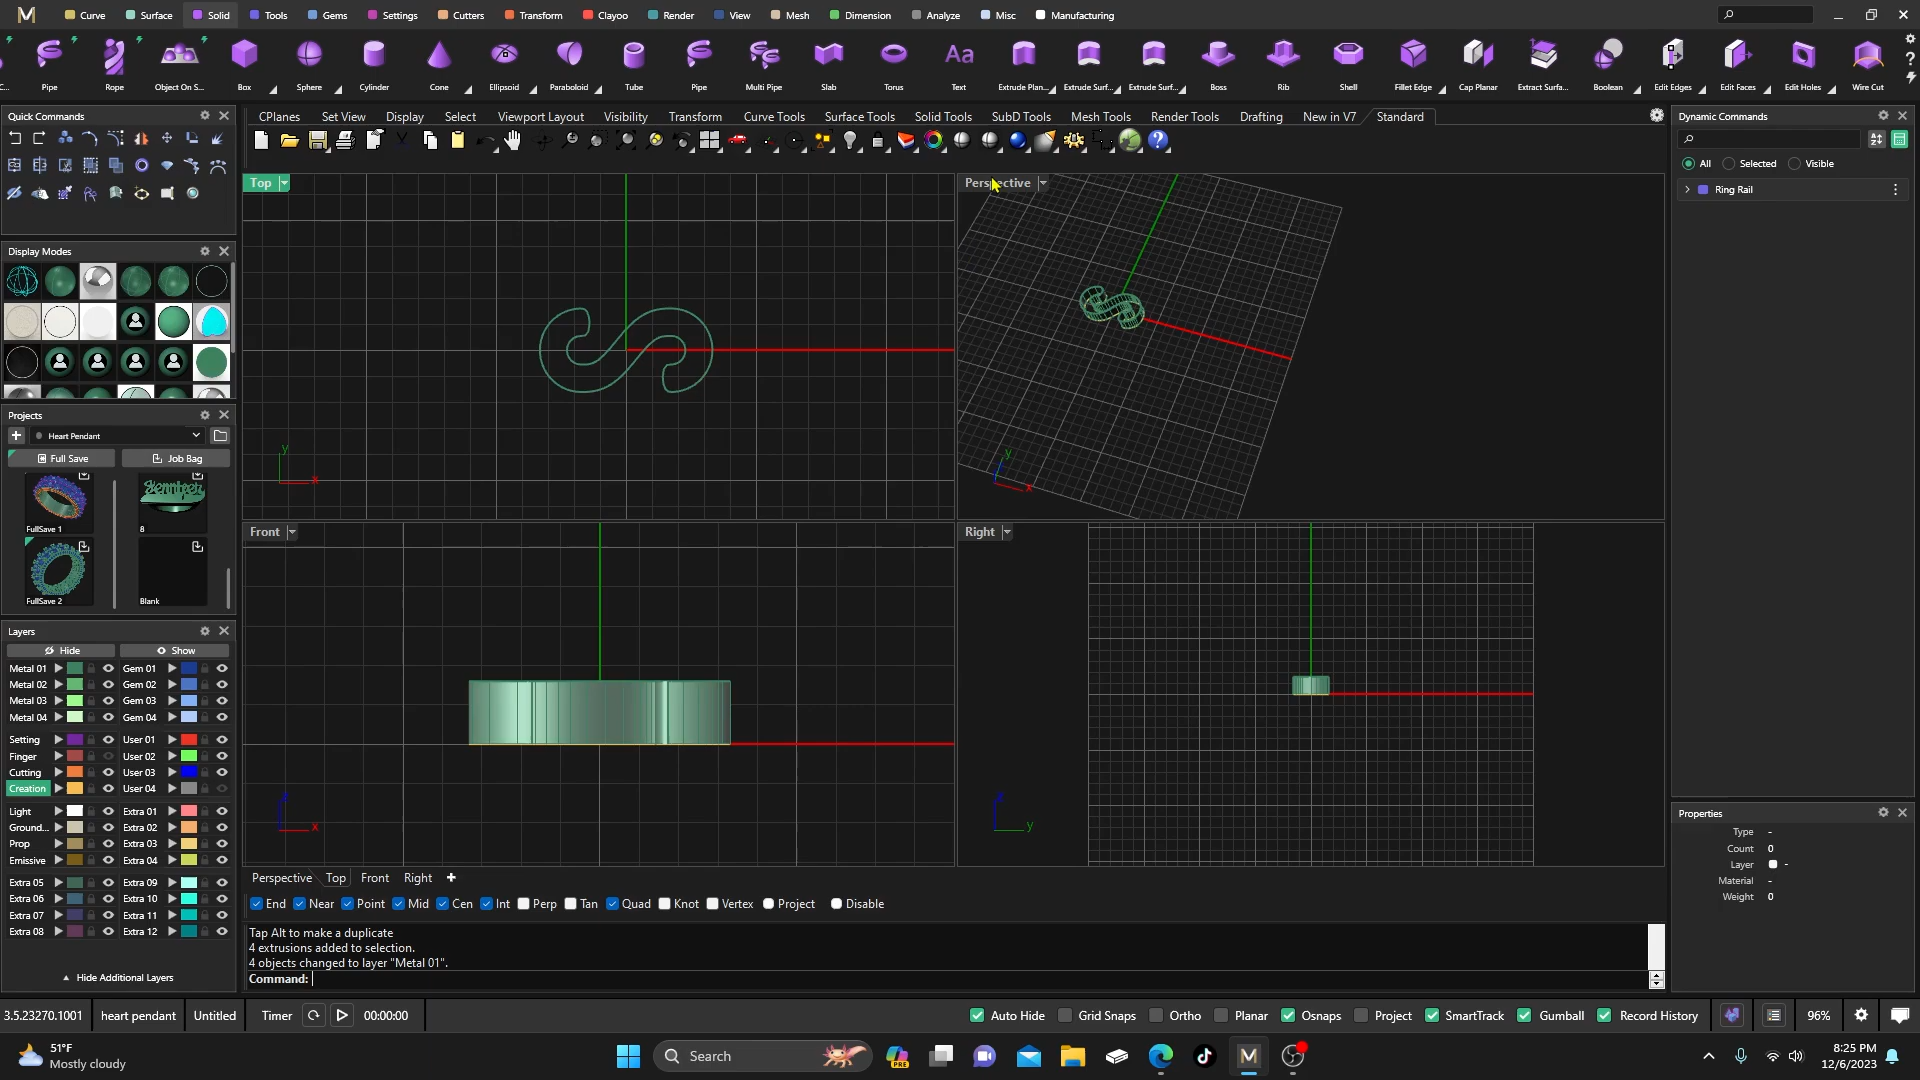 Curve Surface Solid Tools Gems Settings Cutters Transform Clayoo Render View Mesh Dimension Analyze Misc Manufacturing
C... Pipe Rope Object On S... Box Sphere Cylinder Cone Ellipsoid Paraboloid Tube Pipe Multi Pipe Slab Torus Text Extrude Plan... Extrude Surf... Extrude Surf... Boss Rib Shell Fillet Edge Cap Planar Extract Surfa... Boolean Edit Edges Edit Faces Edit Holes Wire Cut
Aa
Quick Commands
CPlanes Set View Display Select Viewport Layout Visibility Transform Curve Tools Surface Tools Solid Tools SubD Tools Mesh Tools Render Tools Drafting New in V7 Standard
Dynamic Commands
All Selected Visible
Ring Rail
Top
Perspective
Display Modes
Projects
Heart Pendant
Full Save Job Bag
FullSave 1 8
FullSave 2 Blank
y
x
y
x
Front
Right
Layers
Hide Show
Metal 01 Gem 01
Metal 02 Gem 02
Metal 03 Gem 03
Metal 04 Gem 04
Setting User 01
Finger User 02
Cutting User 03
Creation User 04
Light Extra 01
Ground... Extra 02
Prop Extra 03
Emissive Extra 04
Extra 05 Extra 09
Extra 06 Extra 10
Extra 07 Extra 11
Extra 08 Extra 12
Hide Additional Layers
z
x
z
y
Properties
Type -
Count 0
Layer -
Material -
Weight 0
Perspective Top Front Right
End Near Point Mid Cen Int Perp Tan Quad Knot Vertex Project Disable
Tap Alt to make a duplicate
4 extrusions added to selection.
4 objects changed to layer "Metal 01".
Command:
3.5.23270.1001 heart pendant Untitled Timer 00:00:00 Auto Hide Grid Snaps Ortho Planar Osnaps Project SmartTrack Gumball Record History 96%
51°F
Mostly cloudy
Search
PRE
8:25 PM
12/6/2023